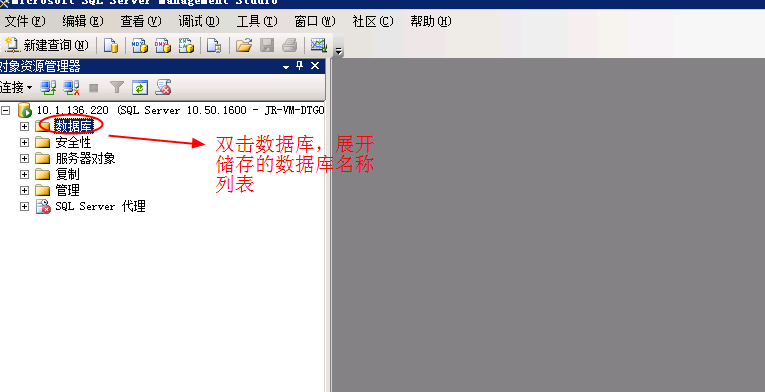 Microsoft SQL Server Management Studio
文件(F) 编辑(E) 查看(V) 调试(D) 工具(T) 窗口(W) 社区(C) 帮助(H)
新建查询(N)
对象资源管理器
连接
10.1.136.220 (SQL Server 10.50.1600 - JR-VM-DTGO
数据库
安全性
服务器对象
复制
管理
SQL Server 代理
双击数据库，展开
储存的数据库名称
列表